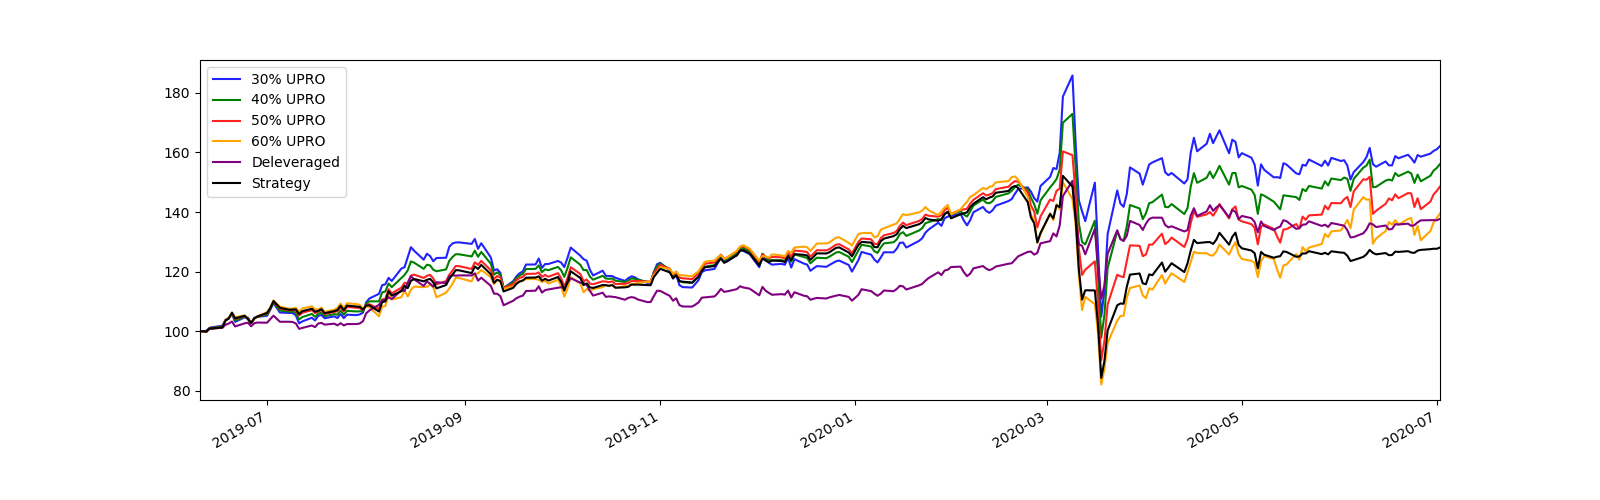 30% UPRO
40% UPRO
50% UPRO
60% UPRO
Deleveraged
Strategy
180
160
140
120
100
80
2019-07
2019-09
2019-11
2020-01
2020-03
2020-05
2020-07